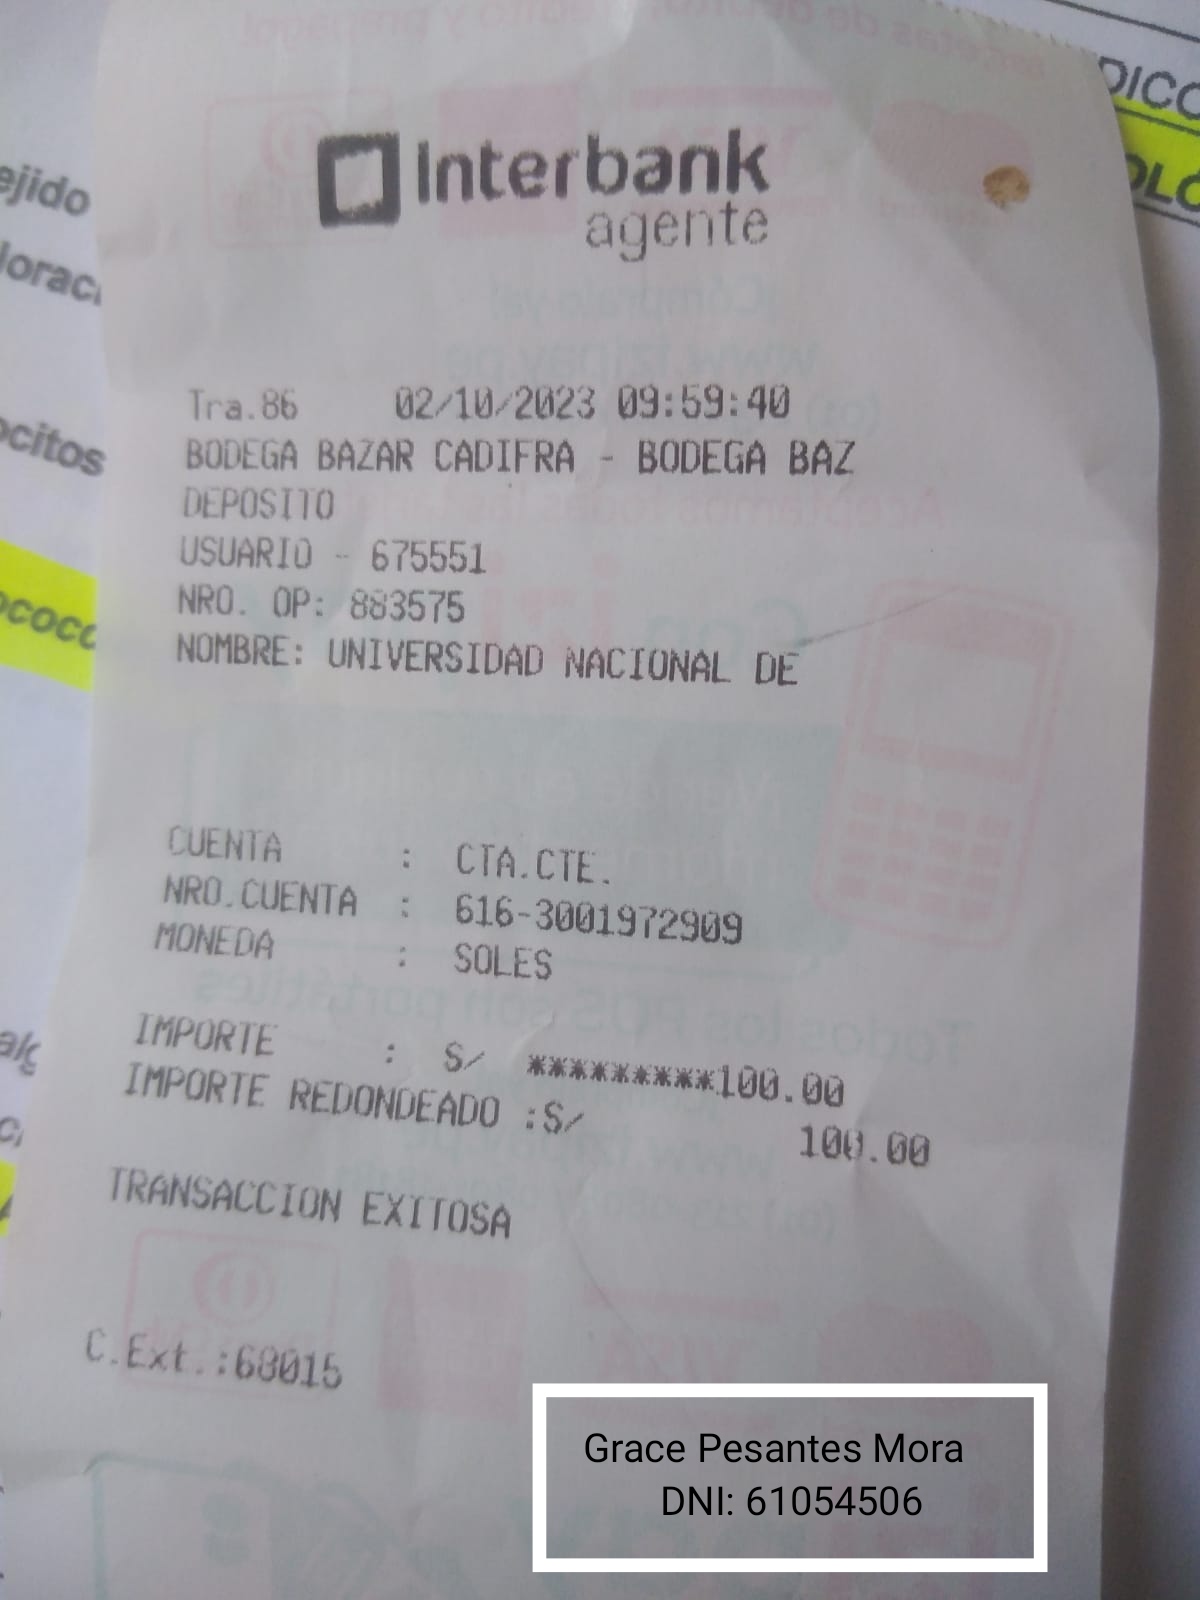 Interbank
agente
Tra.86 02/10/2023 09:59:40
BODEGA BAZAR CADIFRA - BODEGA BAZ
DEPOSITO
USUARIO - 675551
NRO. OP: 883575
NOMBRE: UNIVERSIDAD NACIONAL DE
CUENTA : CTA.CTE.
NRO.CUENTA : 616-3001972909
MONEDA : SOLES
IMPORTE : S/ *********100.00
IMPORTE REDONDEADO :S/ 100.00
TRANSACCION EXITOSA
C.Ext.:68015
Grace Pesantes Mora
DNI: 61054506